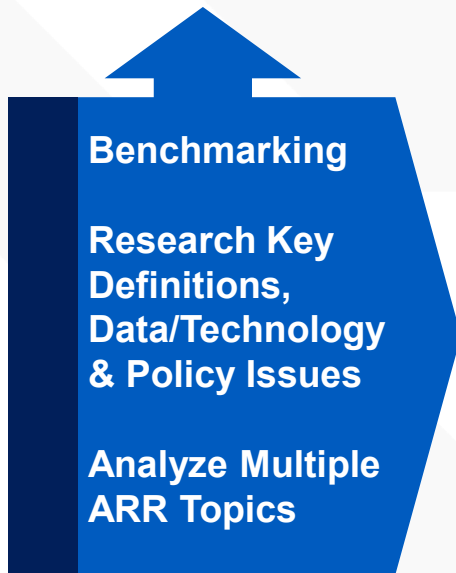 Benchmarking
Research Key
Definitions,
Data/Technology
& Policy Issues
Analyze Multiple
ARR Topics